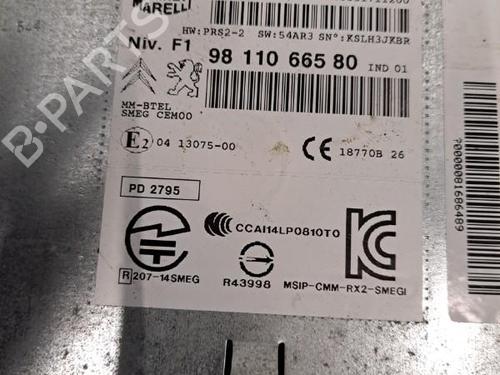 MARELLI
HW:PRS2-2 SW:54AR3 SN°:KSLH3JKBR
Niv. F1
98 110 665 80 IND 01
MM-BTEL
SMEG CEM00
E2 04 13075-00
CE 18770B 26
PD 2795
CCAI14LP0810T0
R 207-14SMEG
R43998
MSIP-CMM-RX2-SMEGI
B-PARTS